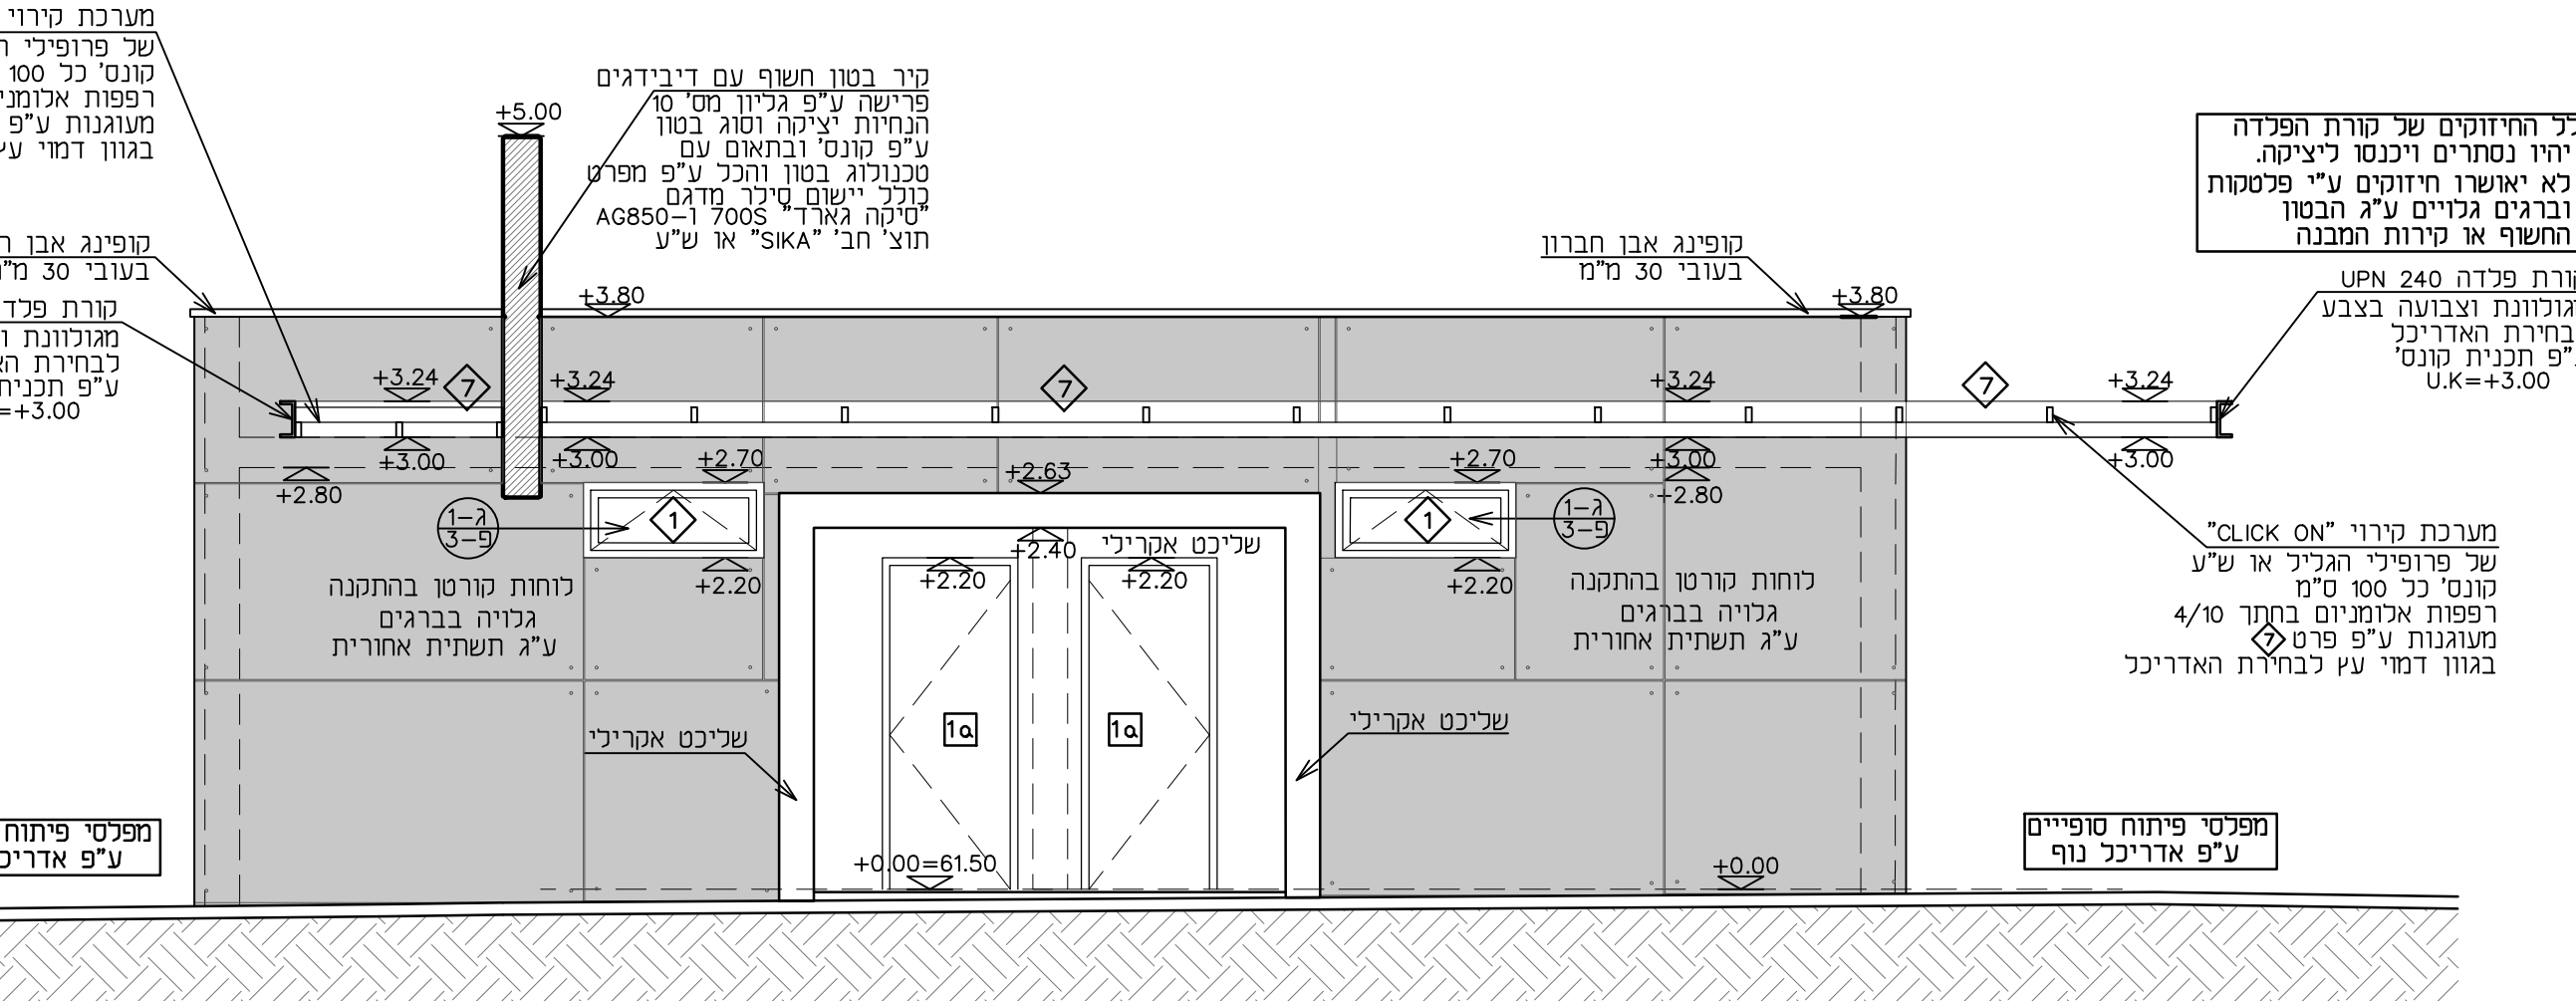 מערכת קירוי
של פרופילי
קונס' כל 100
רפפות אלומני
מעוגנות ע"פ
בגוון דמוי עץ
קופינג אבן
בעובי 30 מ"מ
קורת פלד
מגולוונת ו
לבחירת הא
ע"פ תכנית
=+3.00
+5.00
קיר בטון חשוף עם דיבידגים
פרישה ע"פ גליון מס' 10
הנחיות יציקה וסוג בטון
ע"פ קונס' ובתאום עם
טכנולוג בטון והכל ע"פ מפרט
כולל יישום סילר מדגם
"סיקה גארד" 700S ו-AG850
תוצ' חב' "SIKA" או ש"ע
קופינג אבן חברון
בעובי 30 מ"מ
לל החיזוקים של קורת הפלדה
יהיו נסתרים ויכנסו ליציקה.
לא יאושרו חיזוקים ע"י פלטקות
וברגים גלויים ע"ג הבטון
החשוף או קירות המבנה
קורת פלדה UPN 240
גולוונת וצבועה בצבע
בחירת האדריכל
ע"פ תכנית קונס'
U.K=+3.00
+3.80
+3.80
+3.24
7
+3.24
7
+3.24
7
+3.24
+3.00
+3.00
+3.00
+3.00
+2.80
+2.70
+2.63
+2.70
+2.80
ג-1
פ-3
1
1
ג-1
פ-3
+2.40
שליכט אקרילי
+2.20
+2.20
+2.20
+2.20
לוחות קורטן בהתקנה
גלויה בברגים
ע"ג תשתית אחורית
לוחות קורטן בהתקנה
גלויה בברגים
ע"ג תשתית אחורית
מערכת קירוי "CLICK ON"
של פרופילי הגליל או ש"ע
קונס' כל 100 ס"מ
רפפות אלומניום בחתך 4/10
מעוגנות ע"פ פרט 7
בגוון דמוי עץ לבחירת האדריכל
שליכט אקרילי
1a
1a
שליכט אקרילי
מפלסי פיתוח
ע"פ אדריכ
+0.00=61.50
+0.00
מפלסי פיתוח סופייים
ע"פ אדריכל נוף